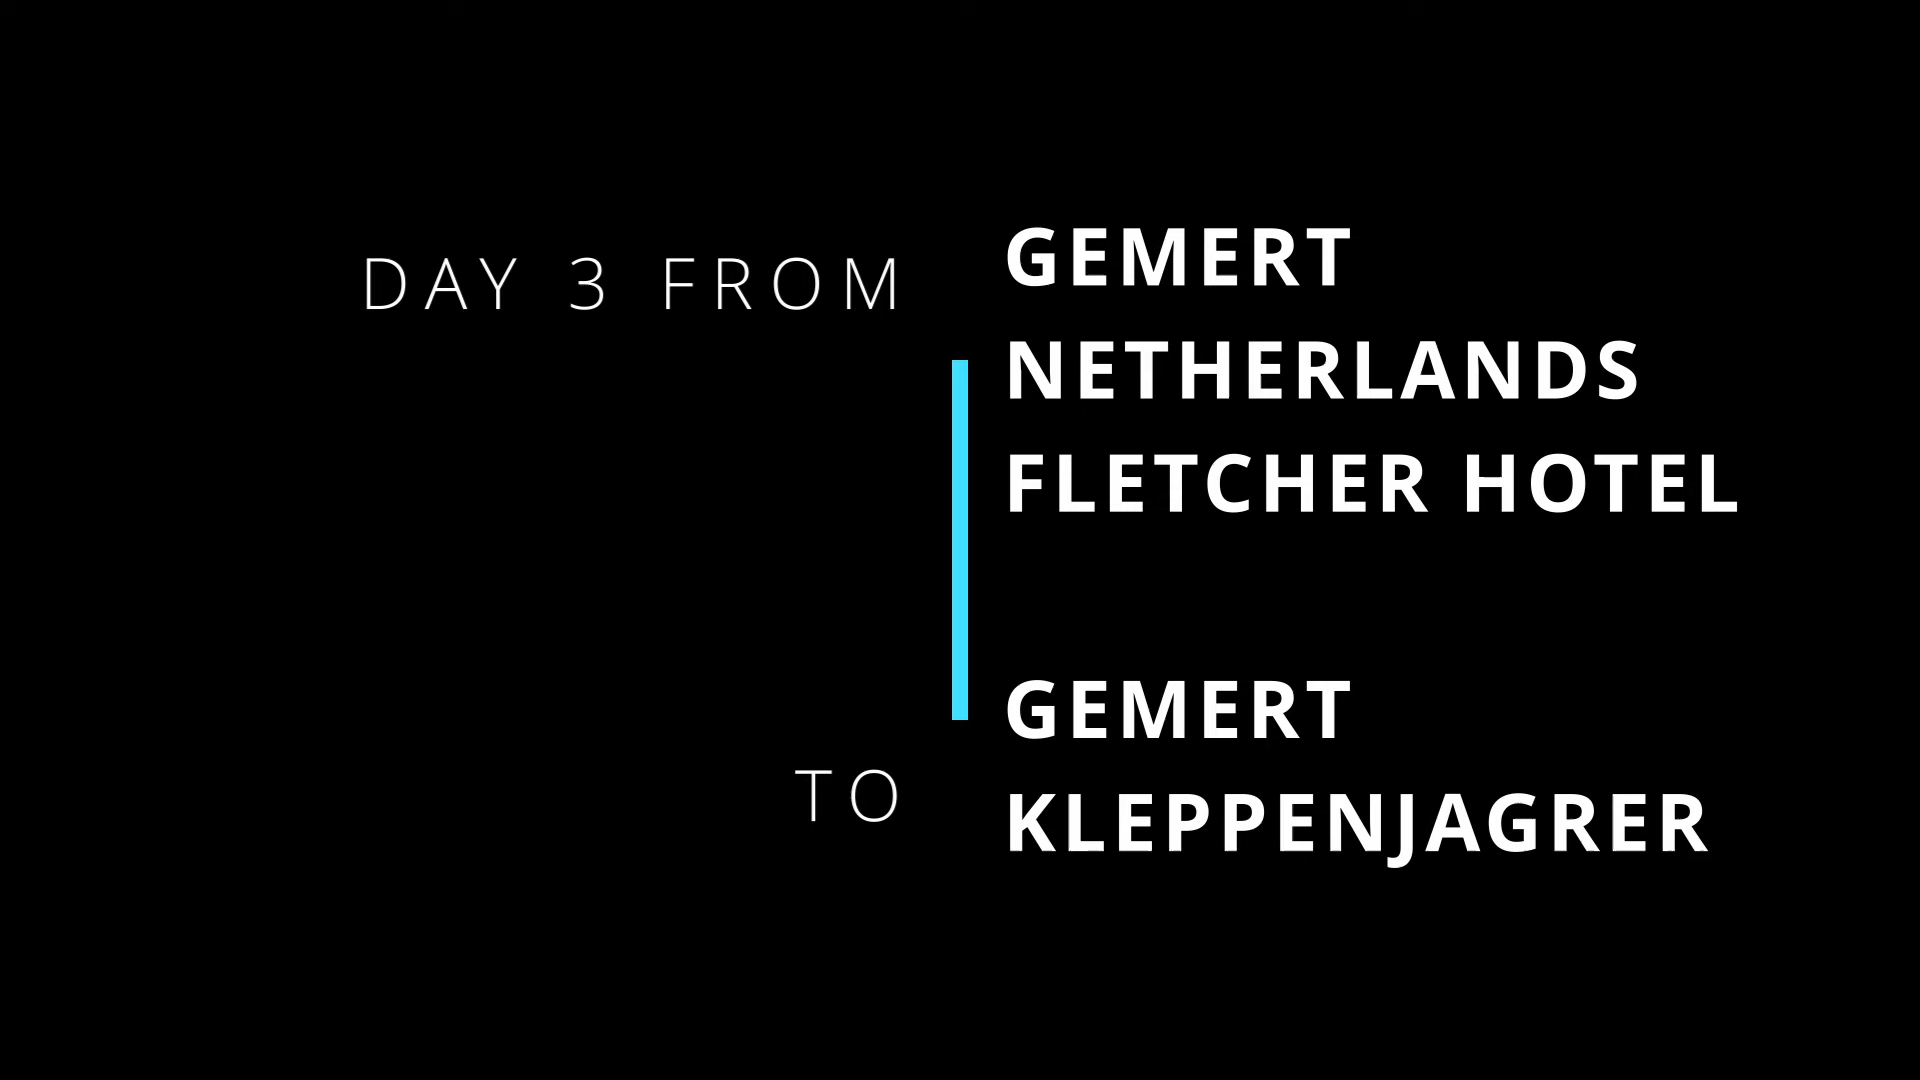 DAY 3 FROM
GEMERT
NETHERLANDS
FLETCHER HOTEL
TO
GEMERT
KLEPPENJAGRER